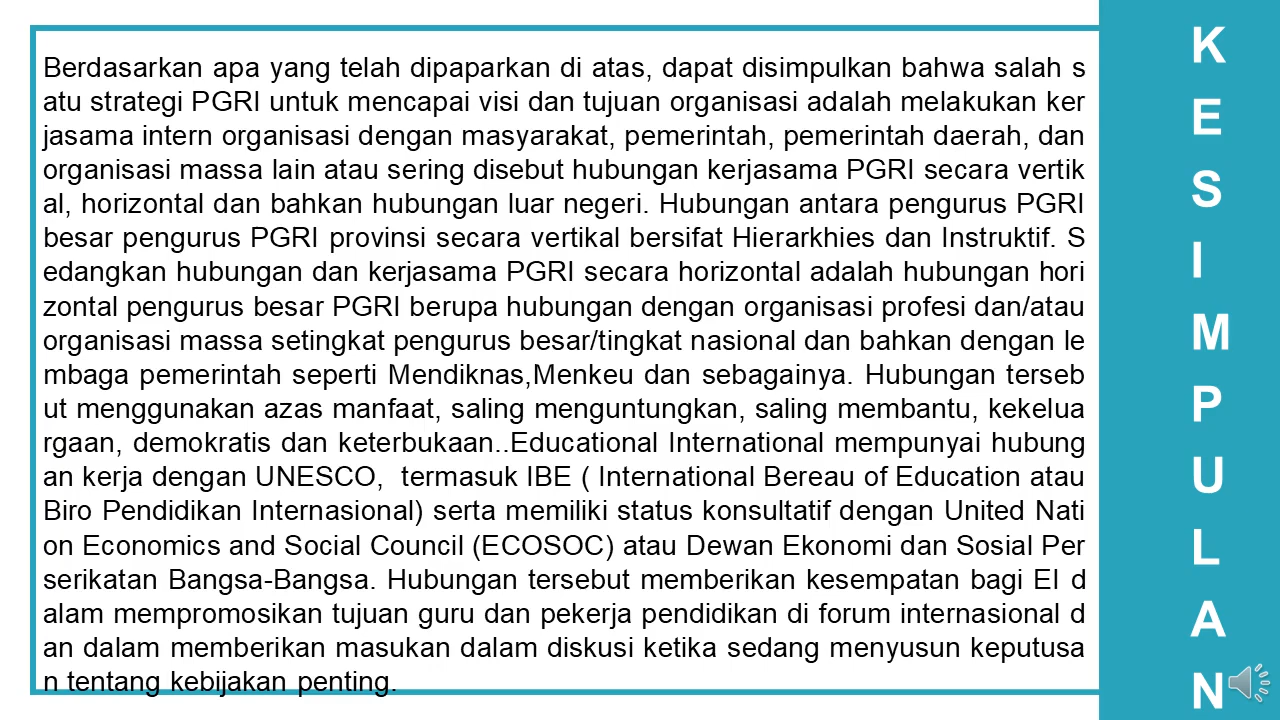 Berdasarkan apa yang telah dipaparkan di atas, dapat disimpulkan bahwa salah s
atu strategi PGRI untuk mencapai visi dan tujuan organisasi adalah melakukan ker
jasama intern organisasi dengan masyarakat, pemerintah, pemerintah daerah, dan
organisasi massa lain atau sering disebut hubungan kerjasama PGRI secara vertik
al, horizontal dan bahkan hubungan luar negeri. Hubungan antara pengurus PGRI
besar pengurus PGRI provinsi secara vertikal bersifat Hierarkhies dan Instruktif. S
edangkan hubungan dan kerjasama PGRI secara horizontal adalah hubungan hori
zontal pengurus besar PGRI berupa hubungan dengan organisasi profesi dan/atau
organisasi massa setingkat pengurus besar/tingkat nasional dan bahkan dengan le
mbaga pemerintah seperti Mendiknas,Menkeu dan sebagainya. Hubungan terseb
ut menggunakan azas manfaat, saling menguntungkan, saling membantu, kekelua
rgaan, demokratis dan keterbukaan..Educational International mempunyai hubung
an kerja dengan UNESCO,  termasuk IBE ( International Bereau of Education atau
Biro Pendidikan Internasional) serta memiliki status konsultatif dengan United Nati
on Economics and Social Council (ECOSOC) atau Dewan Ekonomi dan Sosial Per
serikatan Bangsa-Bangsa. Hubungan tersebut memberikan kesempatan bagi EI d
alam mempromosikan tujuan guru dan pekerja pendidikan di forum internasional d
an dalam memberikan masukan dalam diskusi ketika sedang menyusun keputusa
n tentang kebijakan penting.
K
E
S
I
M
P
U
L
A
N